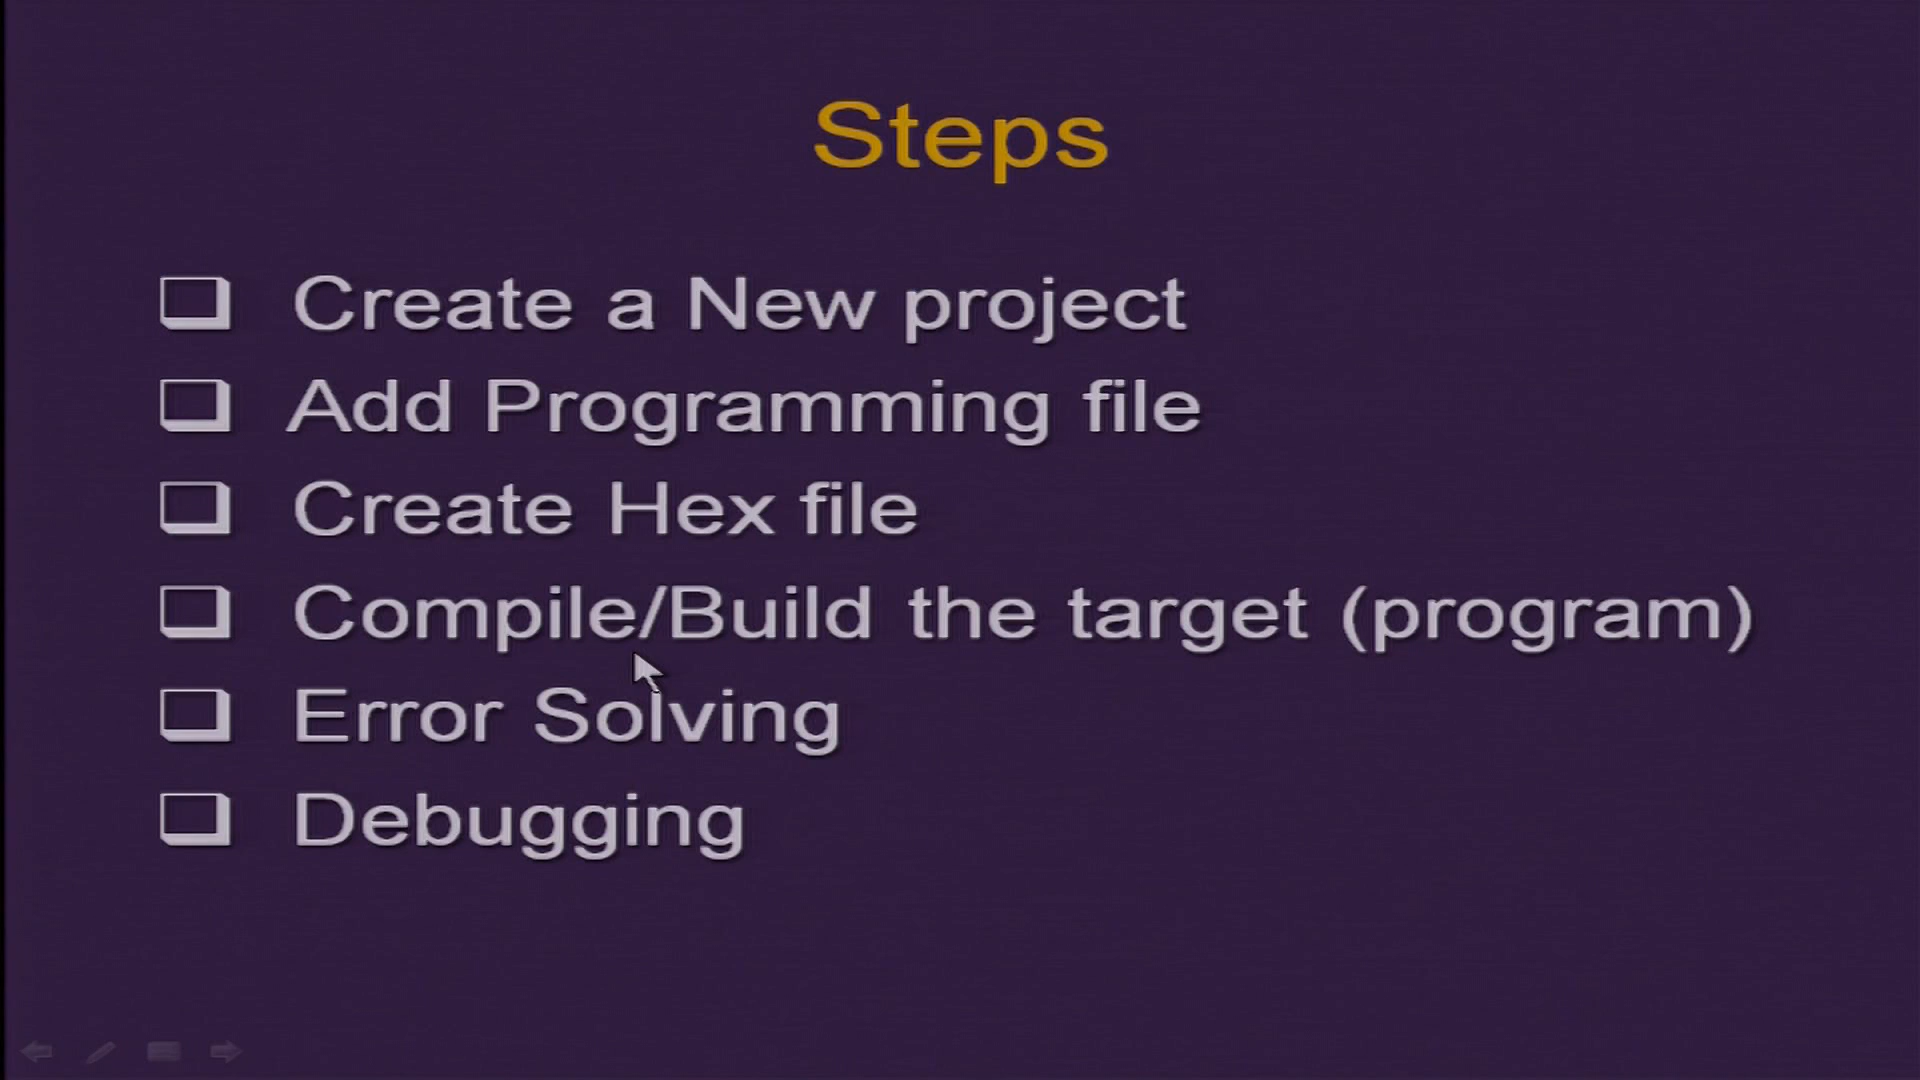 Steps
Create a New project
Add Programming file
Create Hex file
Compile/Build the target (program)
Error Solving
Debugging